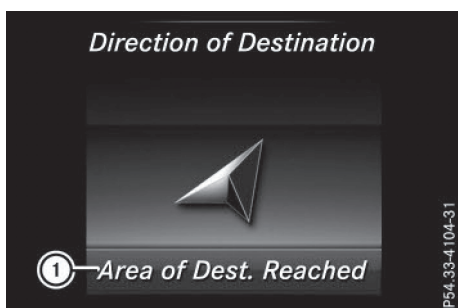 Direction of Destination
1
Area of Dest. Reached
P54.33-4104-31